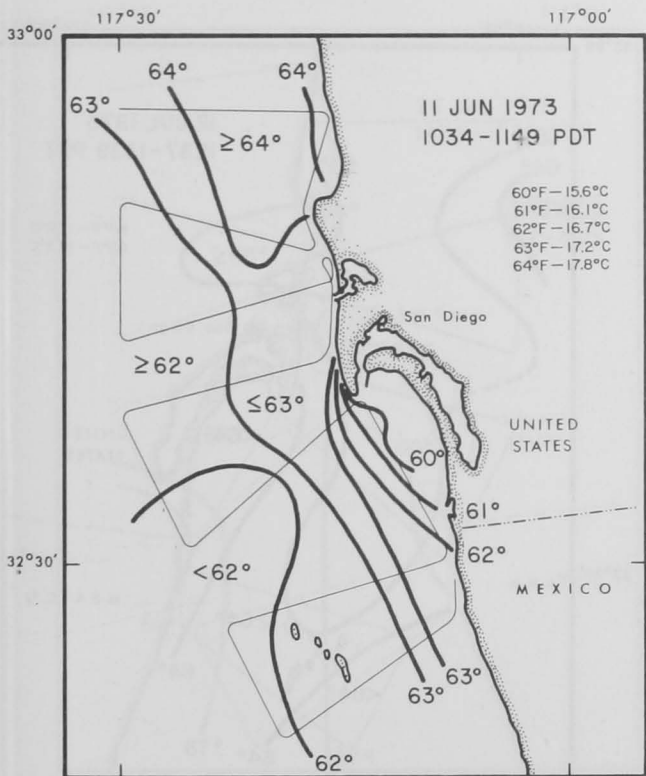 117°30'
117°00'
33°00'
64°
64°
63°
11 JUN 1973
1034-1149 PDT
≥64°
60°F-15.6°C
61°F-16.1°C
62°F-16.7°C
63°F-17.2°C
64°F-17.8°C
San Diego
≥62°
≤63°
UNITED
STATES
60°
61°
62°
32°30'
<62°
MEXICO
63°
63°
62°